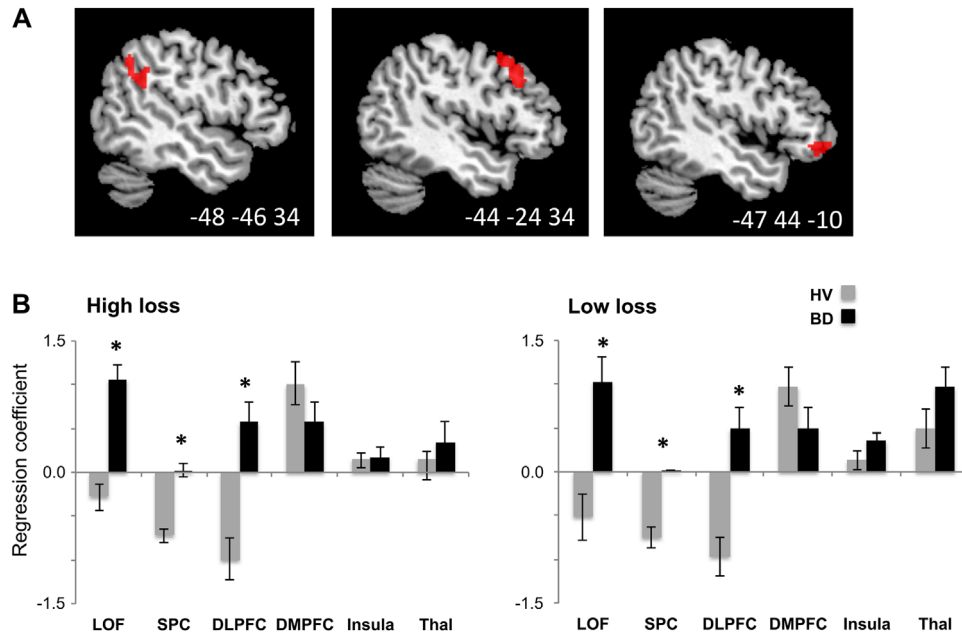 A
-48 -46 34
-44 -24 34
-47 44 -10
B
High loss
Low loss
HV
BD
Regression coefficient
1.5
0.0
-1.5
* * *
LOF SPC DLPFC DMPFC Insula Thal
1.5
0.0
-1.5
* * *
LOF SPC DLPFC DMPFC Insula Thal